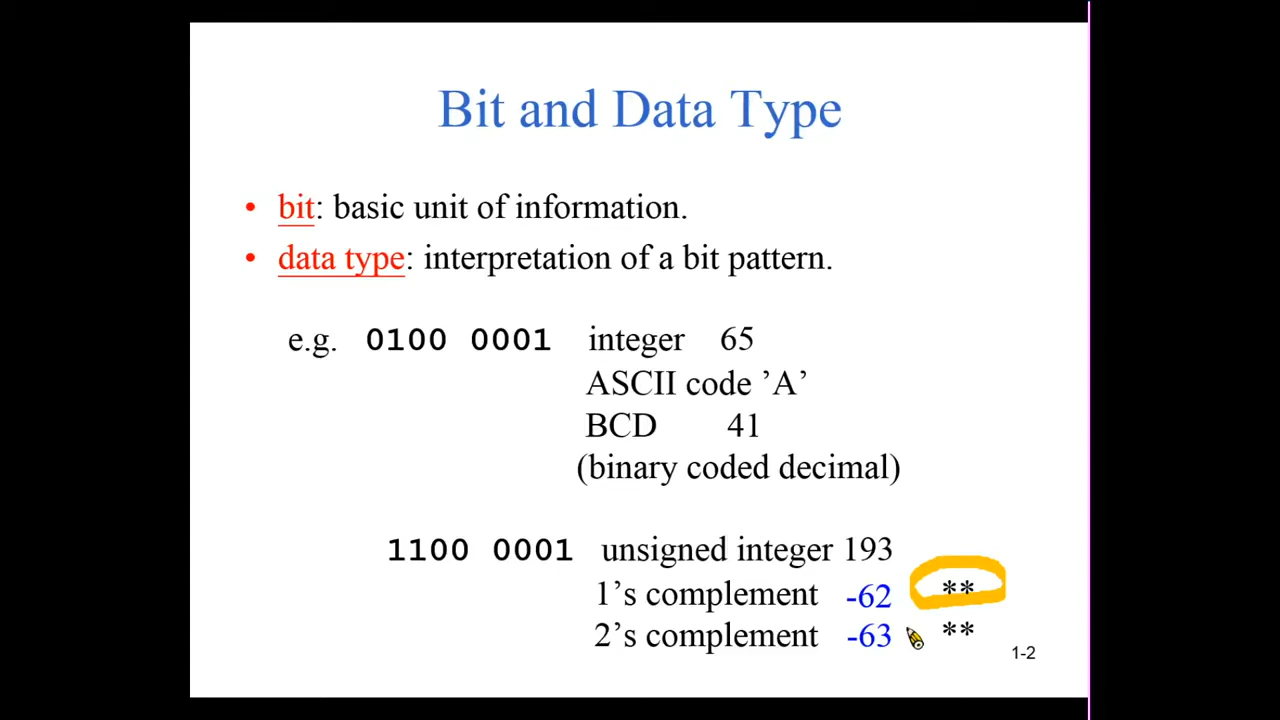 Bit and Data Type
• bit: basic unit of information.
• data type: interpretation of a bit pattern.
e.g. 0100 0001 integer 65
ASCII code ’A’
BCD 41
(binary coded decimal)
1100 0001 unsigned integer 193
1’s complement -62 **
2’s complement -63 **
1-2